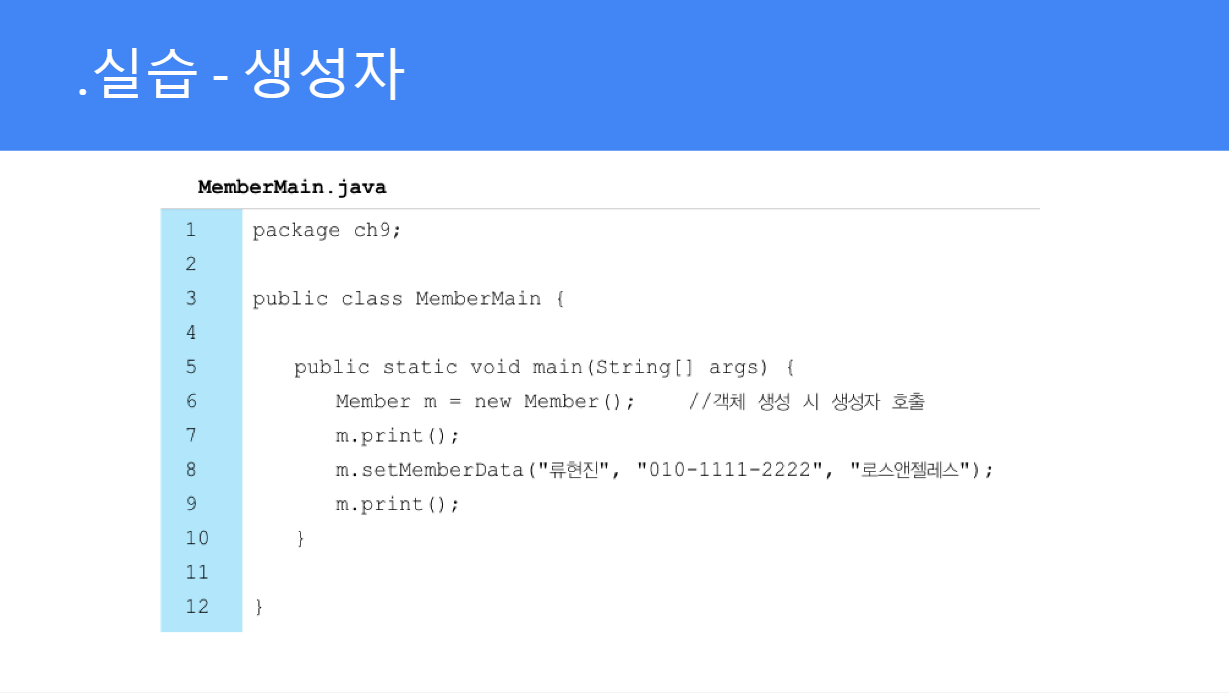 .실습 - 생성자
MemberMain.java
1 package ch9;
2
3 public class MemberMain {
4
5 public static void main(String[] args) {
6 Member m = new Member(); //객체 생성 시 생성자 호출
7 m.print();
8 m.setMemberData("류현진", "010-1111-2222", "로스앤젤레스");
9 m.print();
10 }
11
12 }